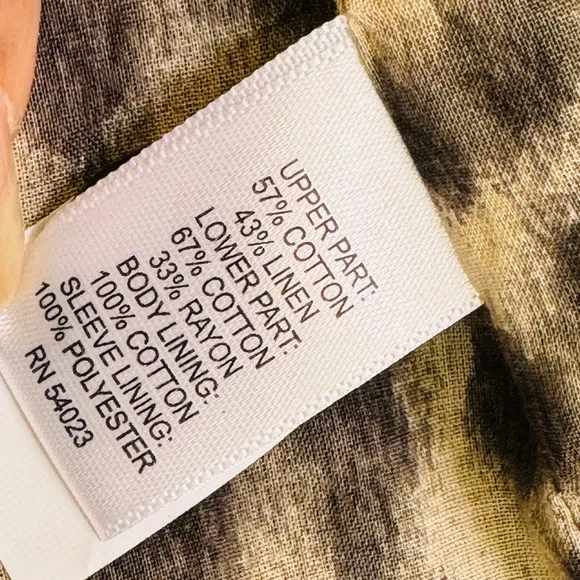 UPPER PART:
57% COTTON
43% LINEN
LOWER PART:
67% COTTON
33% RAYON
BODY LINING:
100% COTTON
SLEEVE LINING:
100% POLYESTER
RN 54023